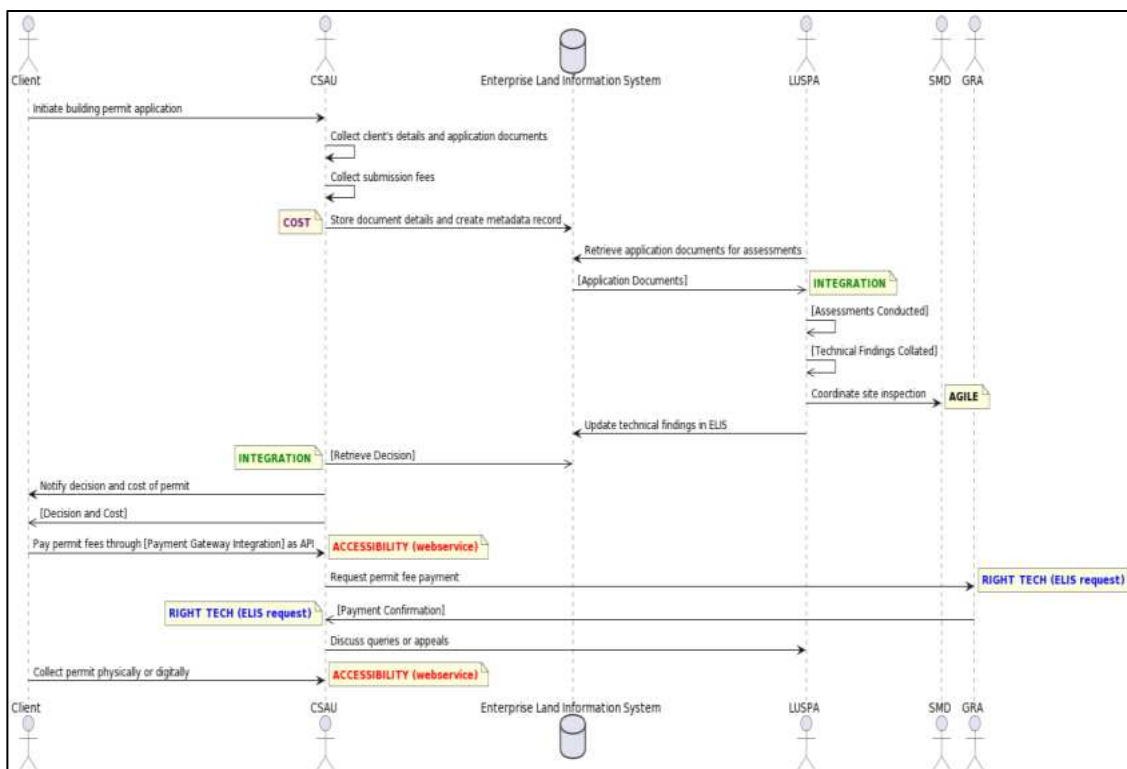 Client
CSAU
Enterprise Land Information System
LUSPA
SMD
GRA
Initiate building permit application
Collect client's details and application documents
Collect submission fees
COST
Store document details and create metadata record
Retrieve application documents for assessments
[Application Documents]
INTEGRATION
[Assessments Conducted]
[Technical Findings Collated]
Coordinate site inspection
AGILE
Update technical findings in ELIS
INTEGRATION
[Retrieve Decision]
Notify decision and cost of permit
[Decision and Cost]
Pay permit fees through [Payment Gateway Integration] as API
ACCESSIBILITY (webservice)
Request permit fee payment
RIGHT TECH (ELIS request)
RIGHT TECH (ELIS request)
[Payment Confirmation]
Discuss queries or appeals
Collect permit physically or digitally
ACCESSIBILITY (webservice)
Client
CSAU
Enterprise Land Information System
LUSPA
SMD
GRA